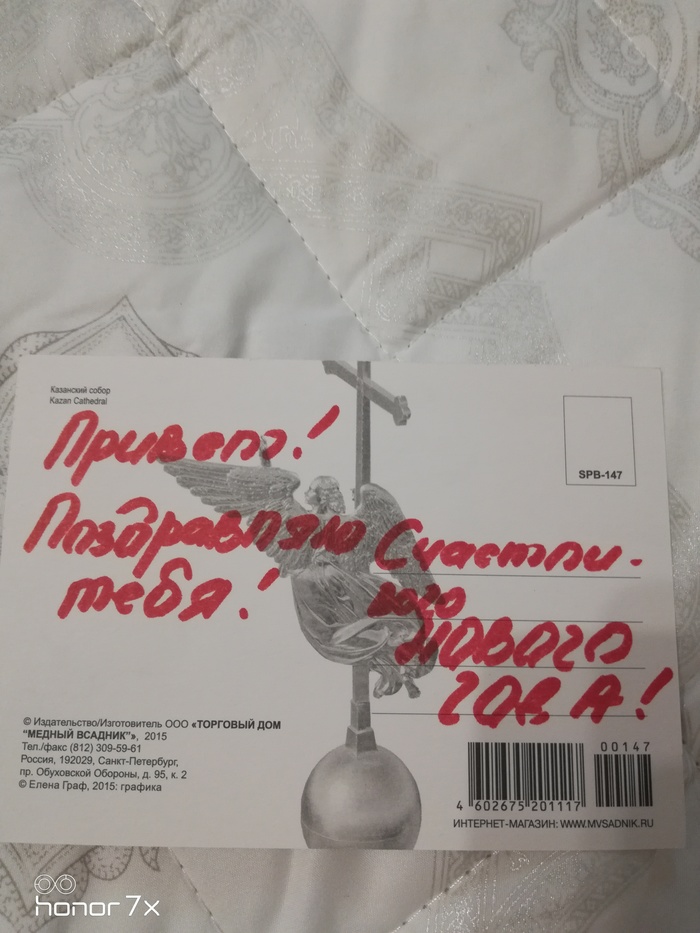 Казанский собор
Kazan Cathedral
Привет!
Поздравляю
тебя!
SPB-147
Счастли-
вого
Нового
года!
© Издательство/Изготовитель ООО «ТОРГОВЫЙ ДОМ
"МЕДНЫЙ ВСАДНИК"», 2015
Тел./факс (812) 309-59-61
Россия, 192029, Санкт-Петербург,
пр. Обуховской Обороны, д. 95, к. 2
© Елена Граф, 2015: графика
00147
4 602675 201117
ИНТЕРНЕТ-МАГАЗИН: WWW.MVSADNIK.RU
honor 7x